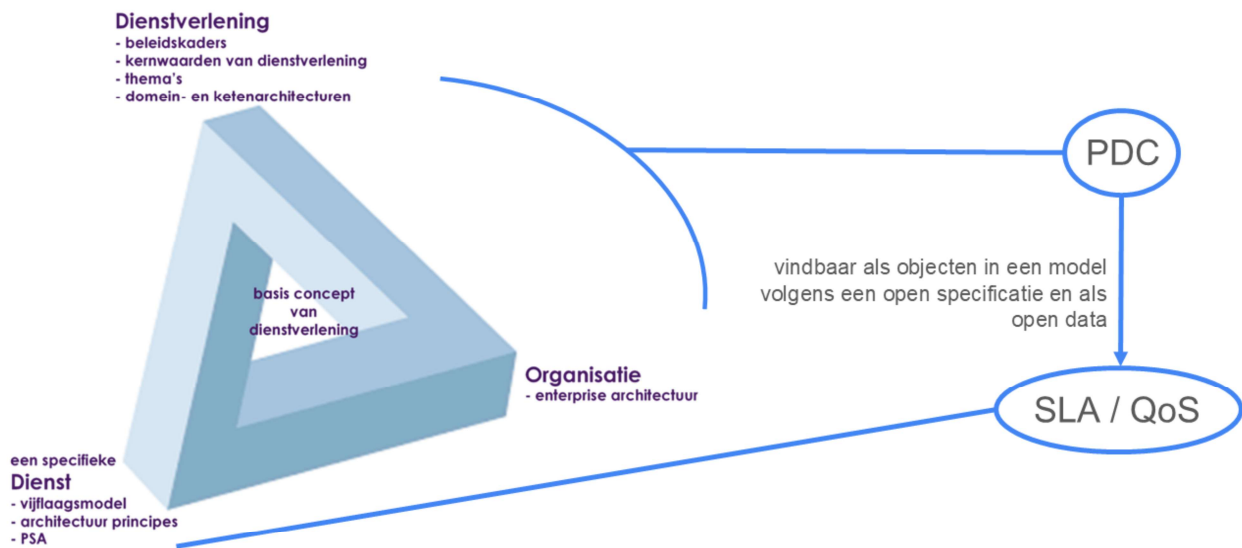 Dienstverlening
- beleidskaders
- kernwaarden van dienstverlening
- thema's
- domein- en ketenarchitecturen
basis concept
van
dienstverlening
Organisatie
- enterprise architectuur
een specifieke
Dienst
- vijflaagsmodel
- architectuur principes
- PSA
PDC
vindbaar als objecten in een model
volgens een open specificatie en als
open data
SLA / QoS